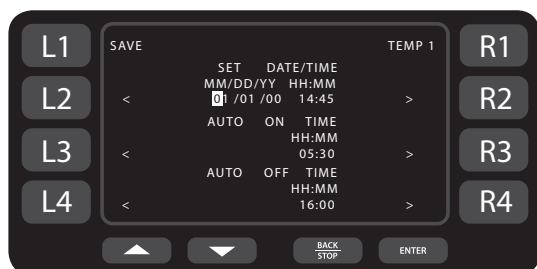 L1 SAVE TEMP 1 R1
SET DATE/TIME
MM/DD/YY HH:MM
L2 < 01 /01 /00 14:45 > R2
AUTO ON TIME
HH:MM
L3 < 05:30 > R3
AUTO OFF TIME
HH:MM
L4 < 16:00 > R4
BACK
STOP
ENTER